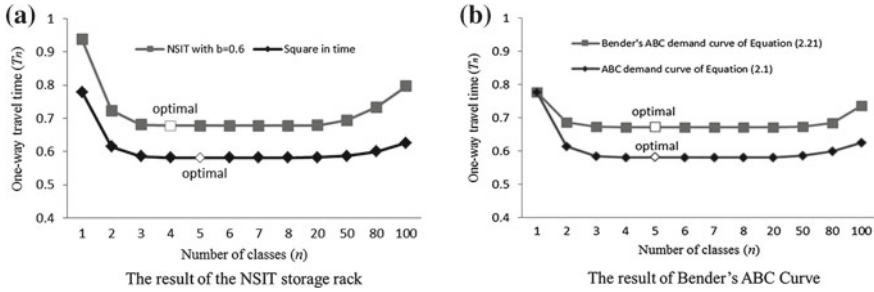 (a)
1
0.9
0.8
0.7
0.6
0.5
0.4
One-way travel time (Tn)
NSIT with b=0.6
Square in time
optimal
optimal
1 2 3 4 5 6 7 8 20 50 80 100
Number of classes (n)
The result of the NSIT storage rack
(b)
1
0.9
0.8
0.7
0.6
0.5
0.4
One-way travel time (Tn)
Bender's ABC demand curve of Equation (2.21)
ABC demand curve of Equation (2.1)
optimal
optimal
1 2 3 4 5 6 7 8 20 50 80 100
Number of classes (n)
The result of Bender's ABC Curve